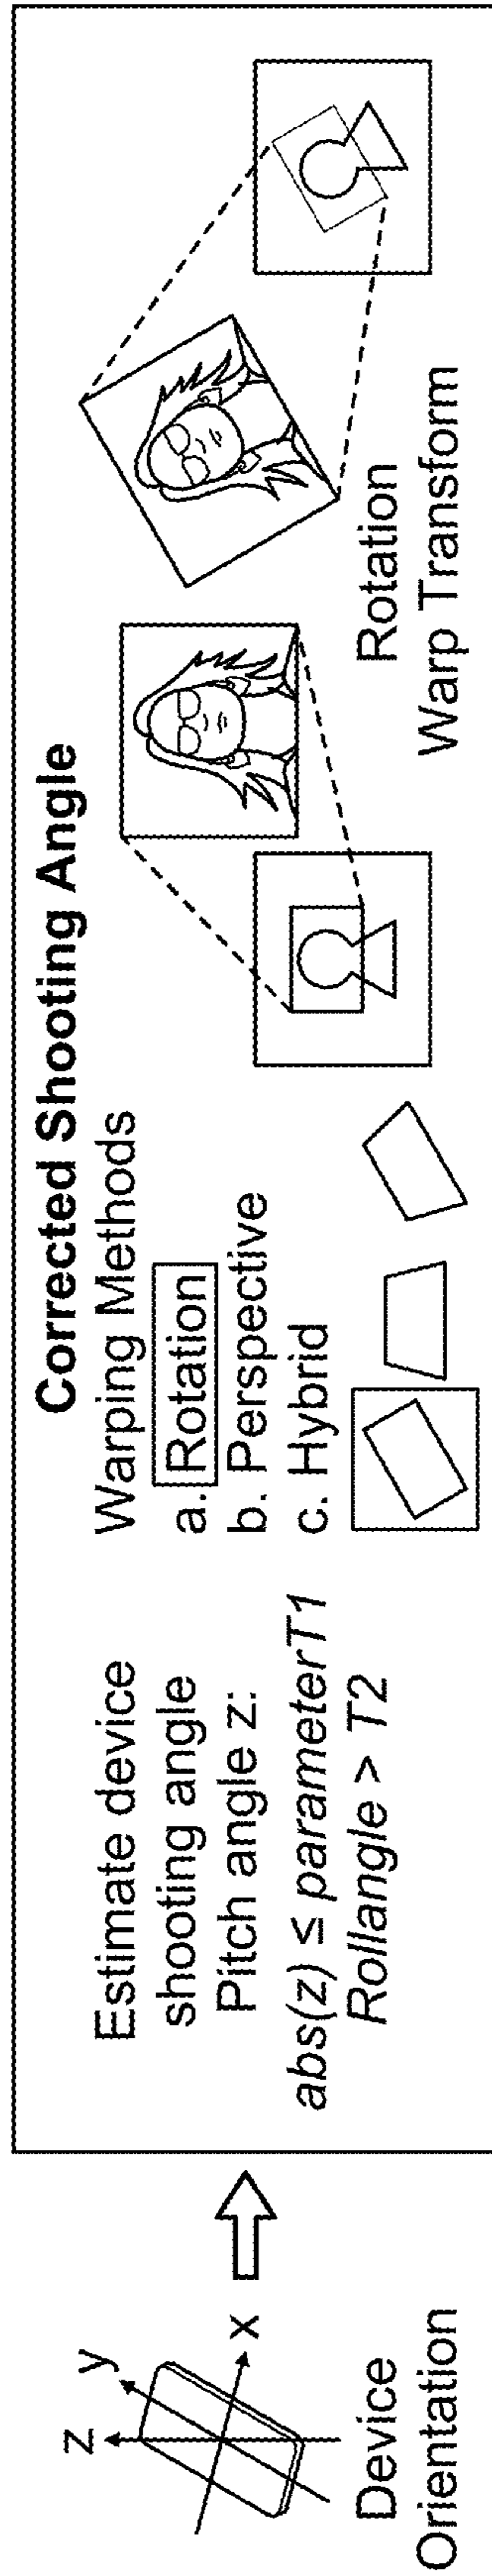 z
y
x
Device
Orientation
Corrected Shooting Angle
Estimate device
shooting angle
Pitch angle z:
abs(z) ≤ parameterT1
Rollangle > T2
Warping Methods
a. Rotation
b. Perspective
c. Hybrid
Rotation
Warp Transform